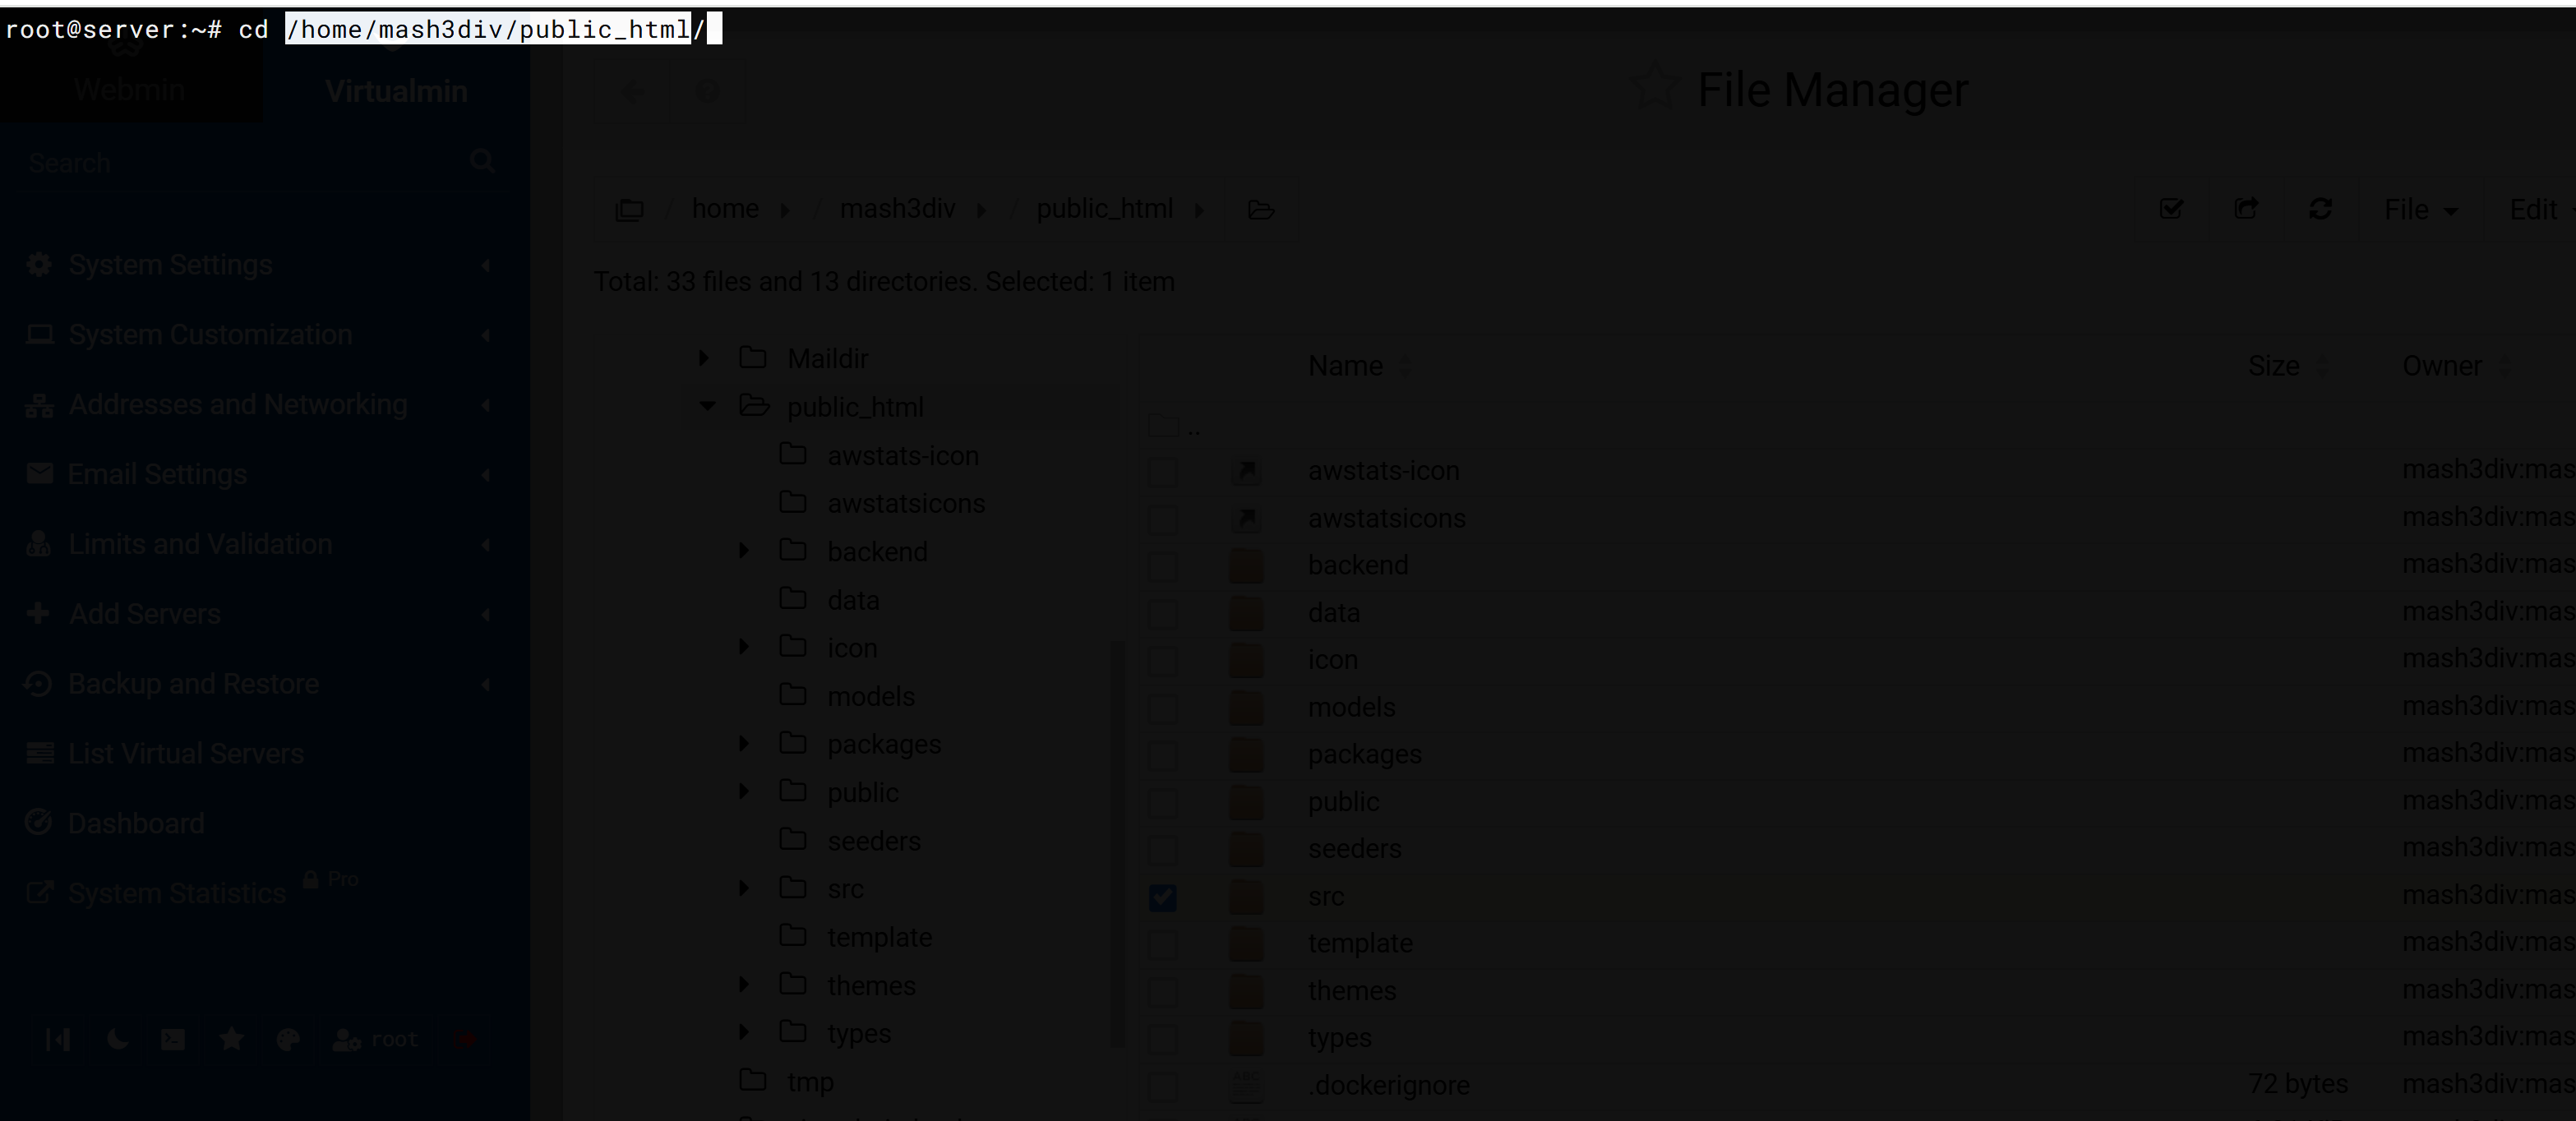 root@server:~# cd /home/mash3div/public_html/
Webmin
Virtualmin
File Manager
Search
home / mash3div / public_html
File
Edit
System Settings
System Customization
Addresses and Networking
Email Settings
Limits and Validation
Add Servers
Backup and Restore
List Virtual Servers
Dashboard
System Statistics Pro
root
Total: 33 files and 13 directories. Selected: 1 item
Maildir
public_html
awstats-icon
awstatsicons
backend
data
icon
models
packages
public
seeders
src
template
themes
types
tmp
Name Size Owner
..
awstats-icon mash3div:mas
awstatsicons mash3div:mas
backend mash3div:mas
data mash3div:mas
icon mash3div:mas
models mash3div:mas
packages mash3div:mas
public mash3div:mas
seeders mash3div:mas
src mash3div:mas
template mash3div:mas
themes mash3div:mas
types mash3div:mas
.dockerignore 72 bytes mash3div:mas